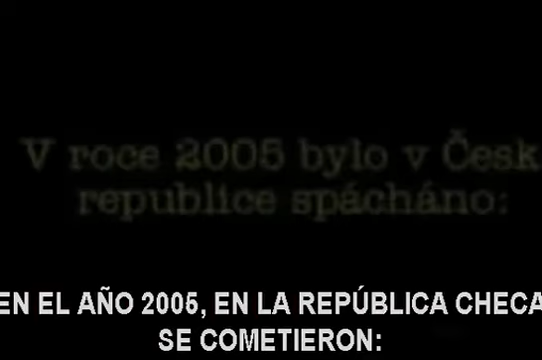 V roce 2005 bylo v Česk
republice spácháno:
EN EL AÑO 2005, EN LA REPÚBLICA CHECA
SE COMETIERON: